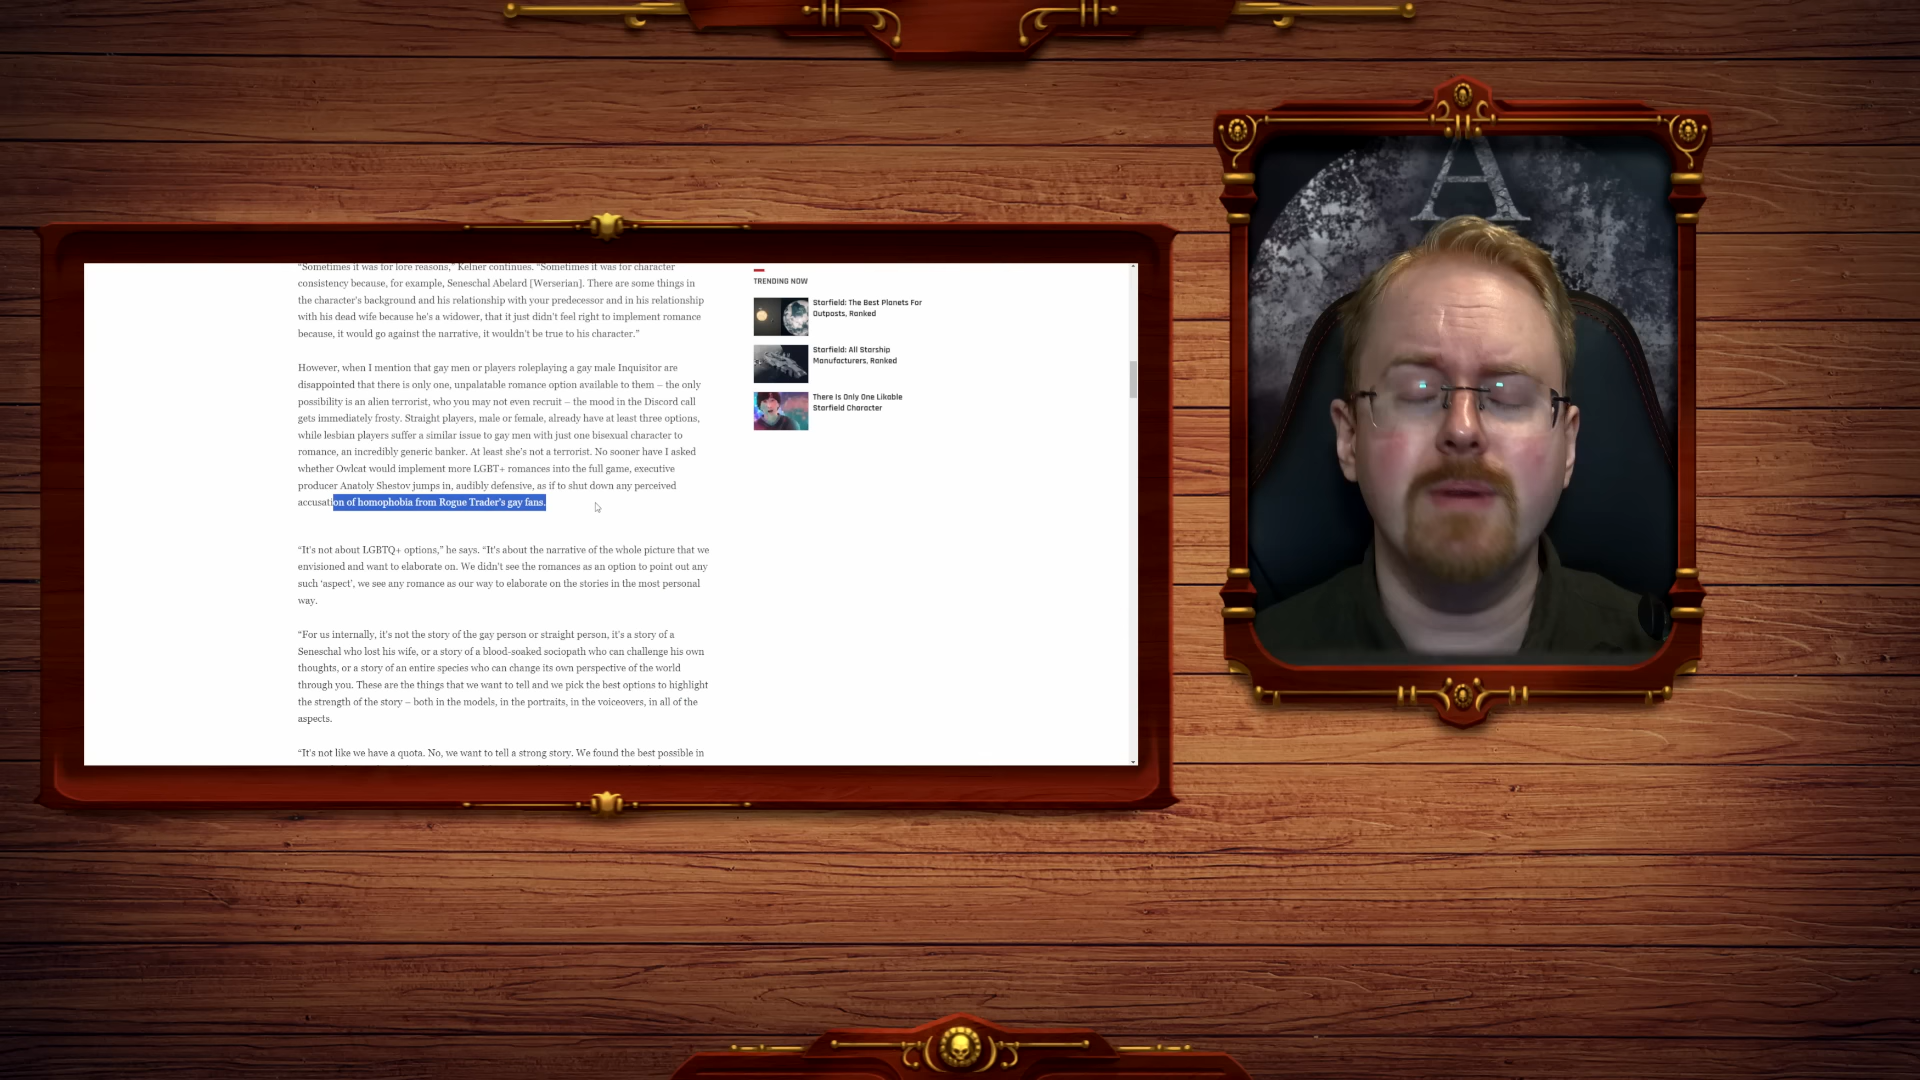 “Sometimes it was for lore reasons,” Kelner continues. “Sometimes it was for character
consistency because, for example, Seneschal Abelard [Werserian]. There are some things in
the character's background and his relationship with your predecessor and in his relationship
with his dead wife because he's a widower, that it just didn't feel right to implement romance
because, it would go against the narrative, it wouldn't be true to his character.”
However, when I mention that gay men or players roleplaying a gay male Inquisitor are
disappointed that there is only one, unpalatable romance option available to them – the only
possibility is an alien terrorist, who you may not even recruit – the mood in the Discord call
gets immediately frosty. Straight players, male or female, already have at least three options,
while lesbian players suffer a similar issue to gay men with just one bisexual character to
romance, an incredibly generic banker. At least she's not a terrorist. No sooner have I asked
whether Owlcat would implement more LGBT+ romances into the full game, executive
producer Anatoly Shestov jumps in, audibly defensive, as if to shut down any perceived
accusation of homophobia from Rogue Trader's gay fans.
“It's not about LGBTQ+ options,” he says. “It's about the narrative of the whole picture that we
envisioned and want to elaborate on. We didn't see the romances as an option to point out any
such ‘aspect’, we see any romance as our way to elaborate on the stories in the most personal
way.
“For us internally, it's not the story of the gay person or straight person, it's a story of a
Seneschal who lost his wife, or a story of a blood-soaked sociopath who can challenge his own
thoughts, or a story of an entire species who can change its own perspective of the world
through you. These are the things that we want to tell and we pick the best options to highlight
the strength of the story – both in the models, in the portraits, in the voiceovers, in all of the
aspects.
“It's not like we have a quota. No, we want to tell a strong story. We found the best possible in
TRENDING NOW
Starfield: The Best Planets For
Outposts, Ranked
Starfield: All Starship
Manufacturers, Ranked
There Is Only One Likable
Starfield Character
A